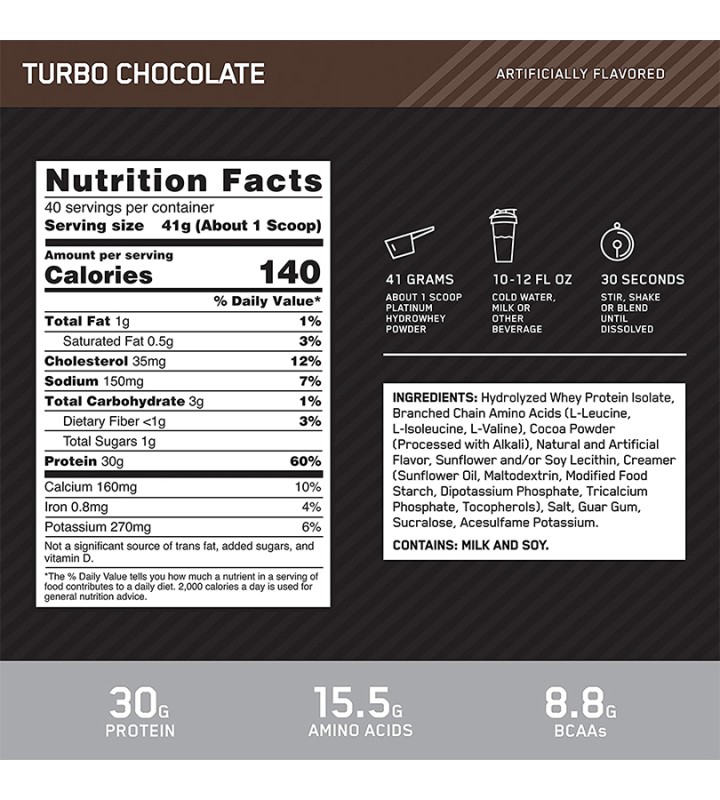 TURBO CHOCOLATE
ARTIFICIALLY FLAVORED
Nutrition Facts
40 servings per container
Serving size 41g (About 1 Scoop)
Amount per serving
Calories 140
% Daily Value*
Total Fat 1g 1%
Saturated Fat 0.5g 3%
Cholesterol 35mg 12%
Sodium 150mg 7%
Total Carbohydrate 3g 1%
Dietary Fiber <1g 3%
Total Sugars 1g
Protein 30g 60%
Calcium 160mg 10%
Iron 0.8mg 4%
Potassium 270mg 6%
Not a significant source of trans fat, added sugars, and
vitamin D.
*The % Daily Value tells you how much a nutrient in a serving of
food contributes to a daily diet. 2,000 calories a day is used for
general nutrition advice.
41 GRAMS
ABOUT 1 SCOOP
PLATINUM
HYDROWHEY
POWDER
10-12 FL OZ
COLD WATER,
MILK OR
OTHER
BEVERAGE
30 SECONDS
STIR, SHAKE
OR BLEND
UNTIL
DISSOLVED
INGREDIENTS: Hydrolyzed Whey Protein Isolate,
Branched Chain Amino Acids (L-Leucine,
L-Isoleucine, L-Valine), Cocoa Powder
(Processed with Alkali), Natural and Artificial
Flavor, Sunflower and/or Soy Lecithin, Creamer
(Sunflower Oil, Maltodextrin, Modified Food
Starch, Dipotassium Phosphate, Tricalcium
Phosphate, Tocopherols), Salt, Guar Gum,
Sucralose, Acesulfame Potassium.
CONTAINS: MILK AND SOY.
30G
PROTEIN
15.5G
AMINO ACIDS
8.8G
BCAAs